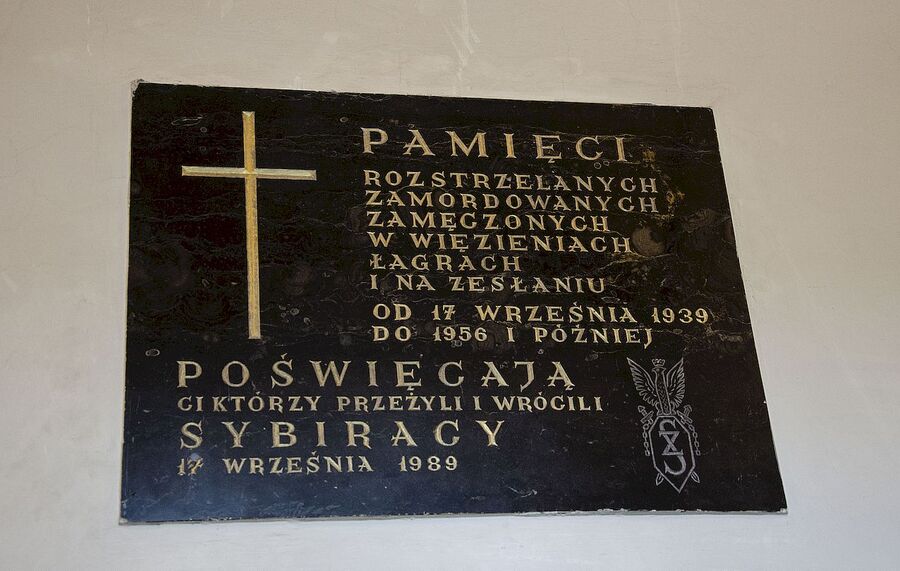 PAMIĘCI
ROZSTRZELANYCH
ZAMORDOWANYCH
ZAMĘCZONYCH
W WIĘZIENIACH
ŁAGRACH
I NA ZESŁANIU
OD 17 WRZEŚNIA 1939
DO 1956 I PÓŹNIEJ
POŚWIĘCAJĄ
CI KTÓRZY PRZEŻYLI I WRÓCILI
SYBIRACY
17 WRZEŚNIA 1989